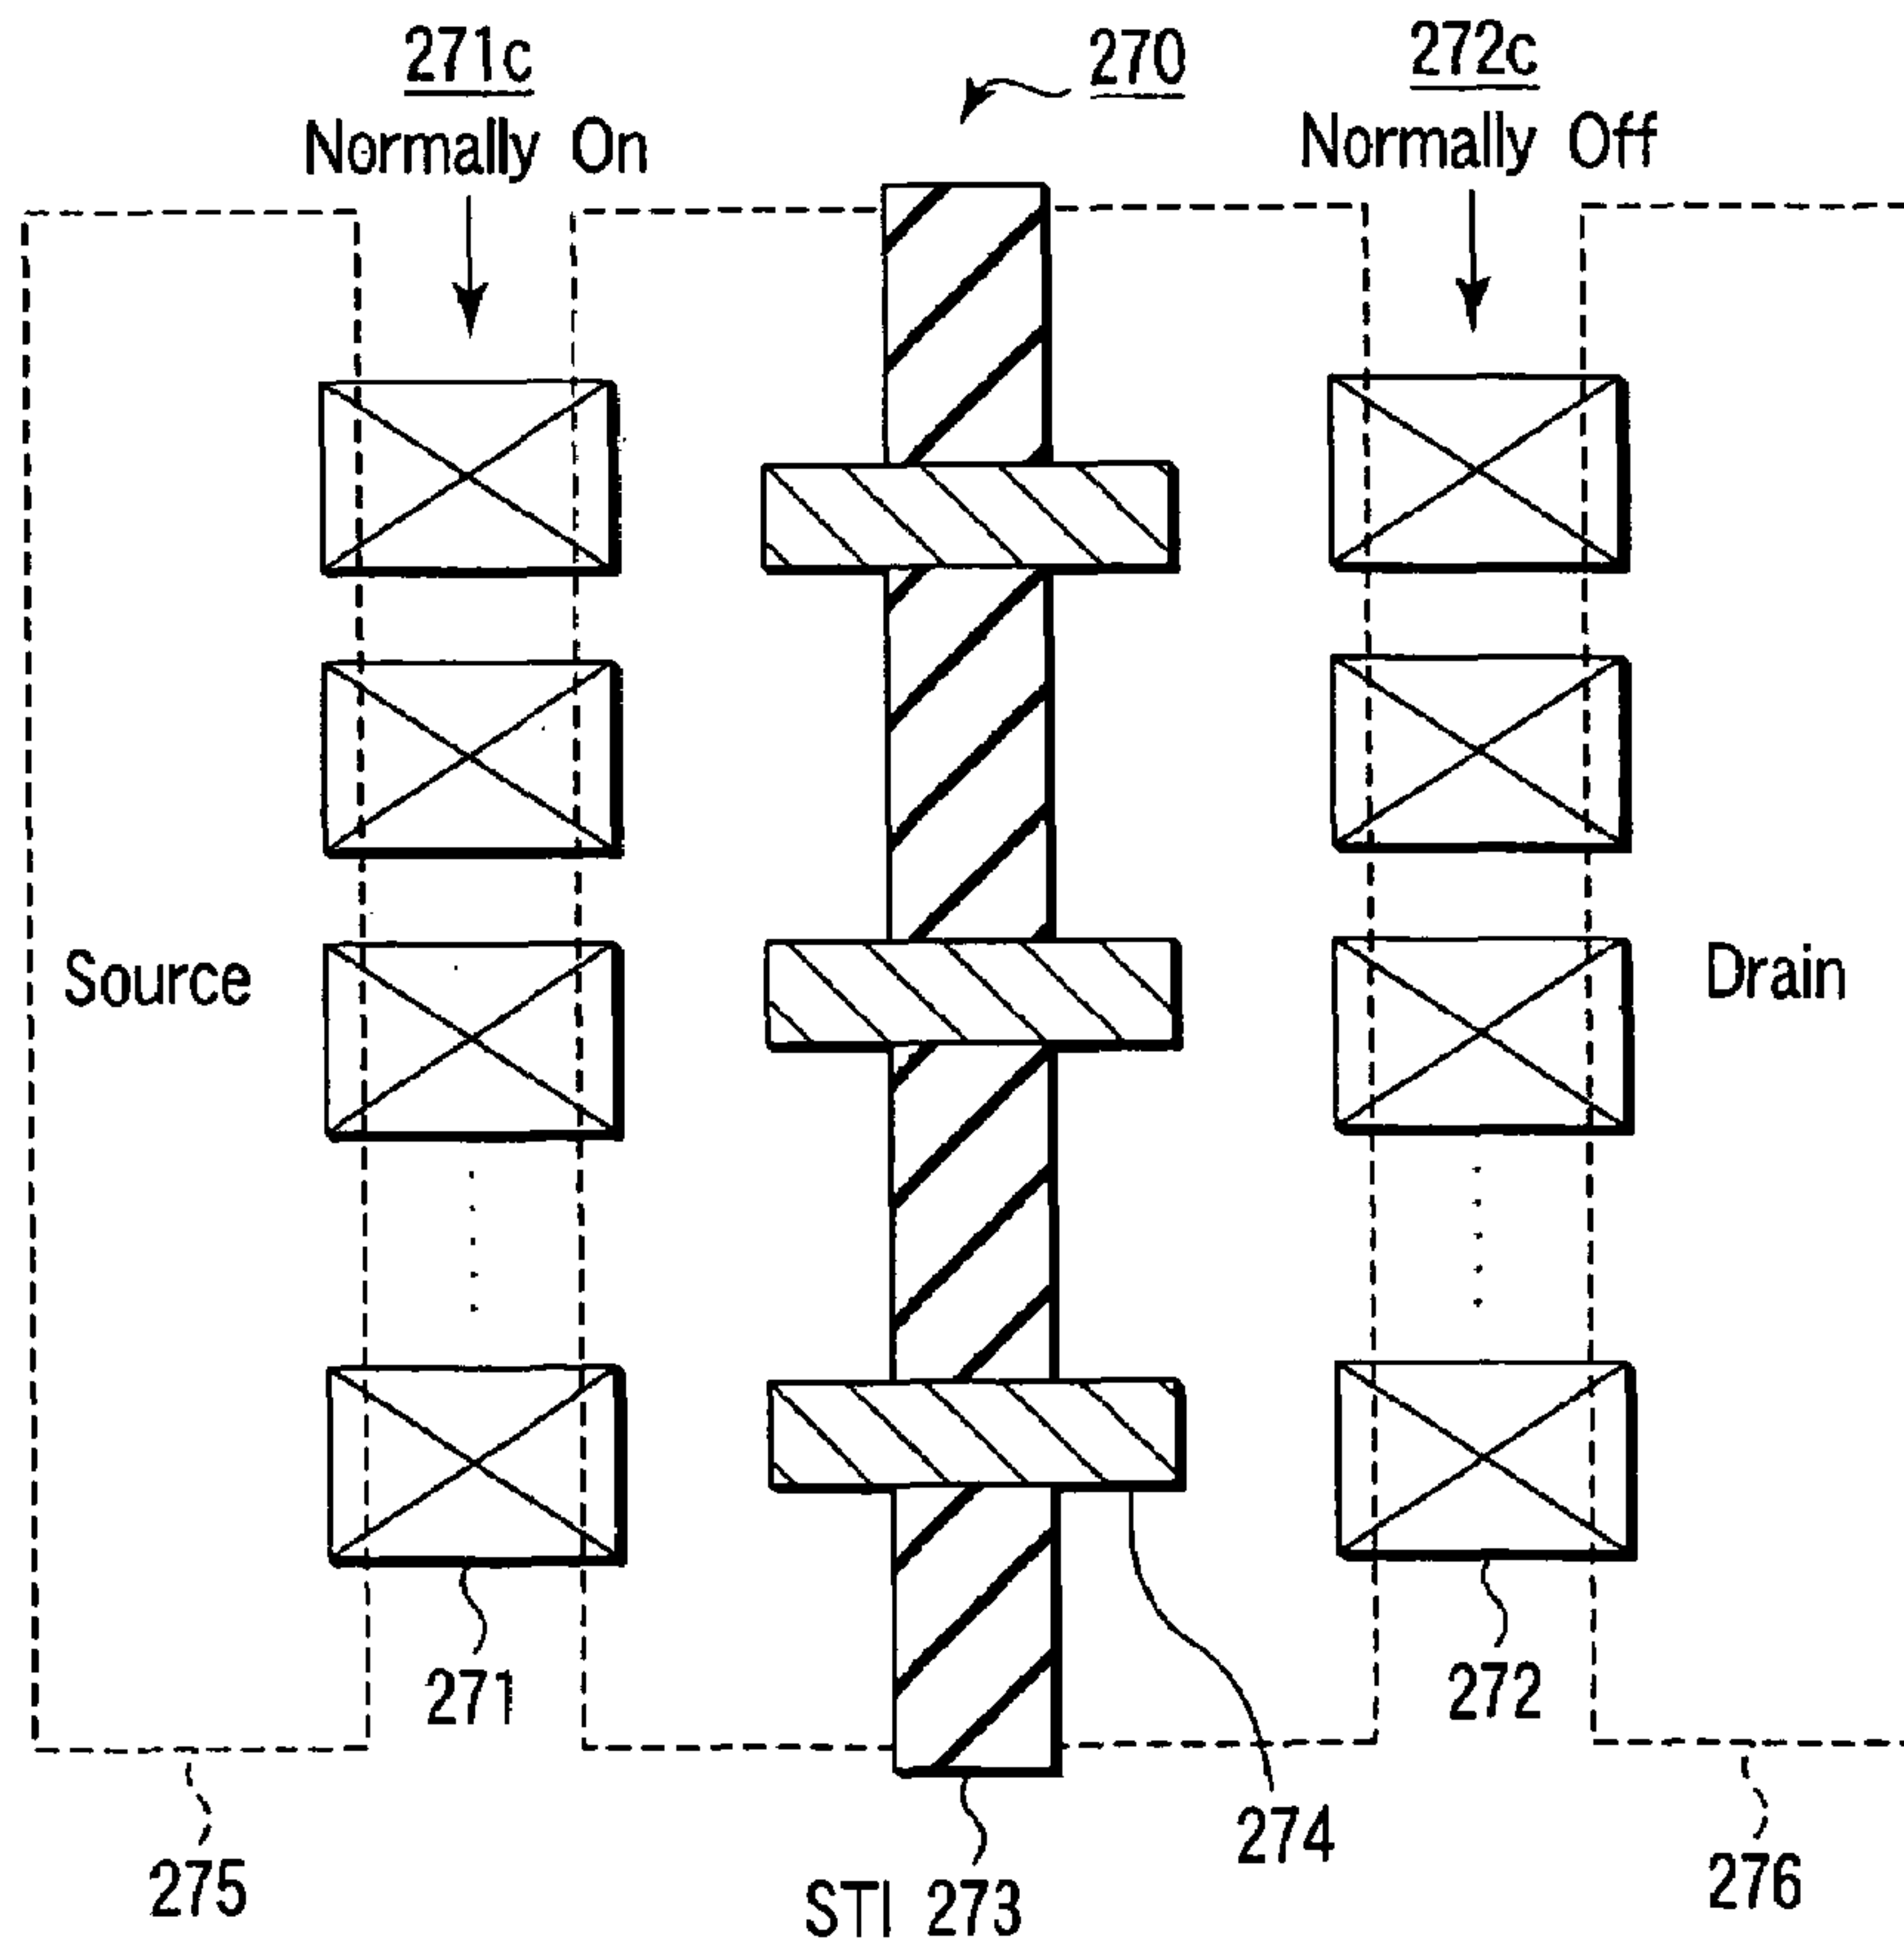 271c
270
272c
Normally On
Normally Off
Source
Drain
271
272
274
275
STI 273
276